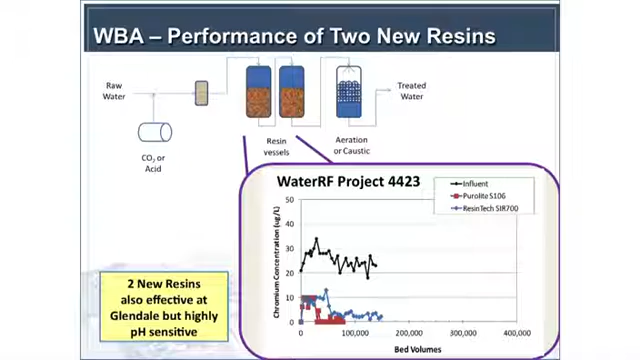 WBA – Performance of Two New Resins
Raw
Water
CO₂ or
Acid
Resin
vessels
Aeration
or Caustic
Treated
Water
WaterRF Project 4423
Influent
Purolite S106
ResinTech SIR700
Chromium Concentration (ug/L)
50
40
30
20
10
0
0
100,000
200,000
300,000
400,000
Bed Volumes
2 New Resins
also effective at
Glendale but highly
pH sensitive